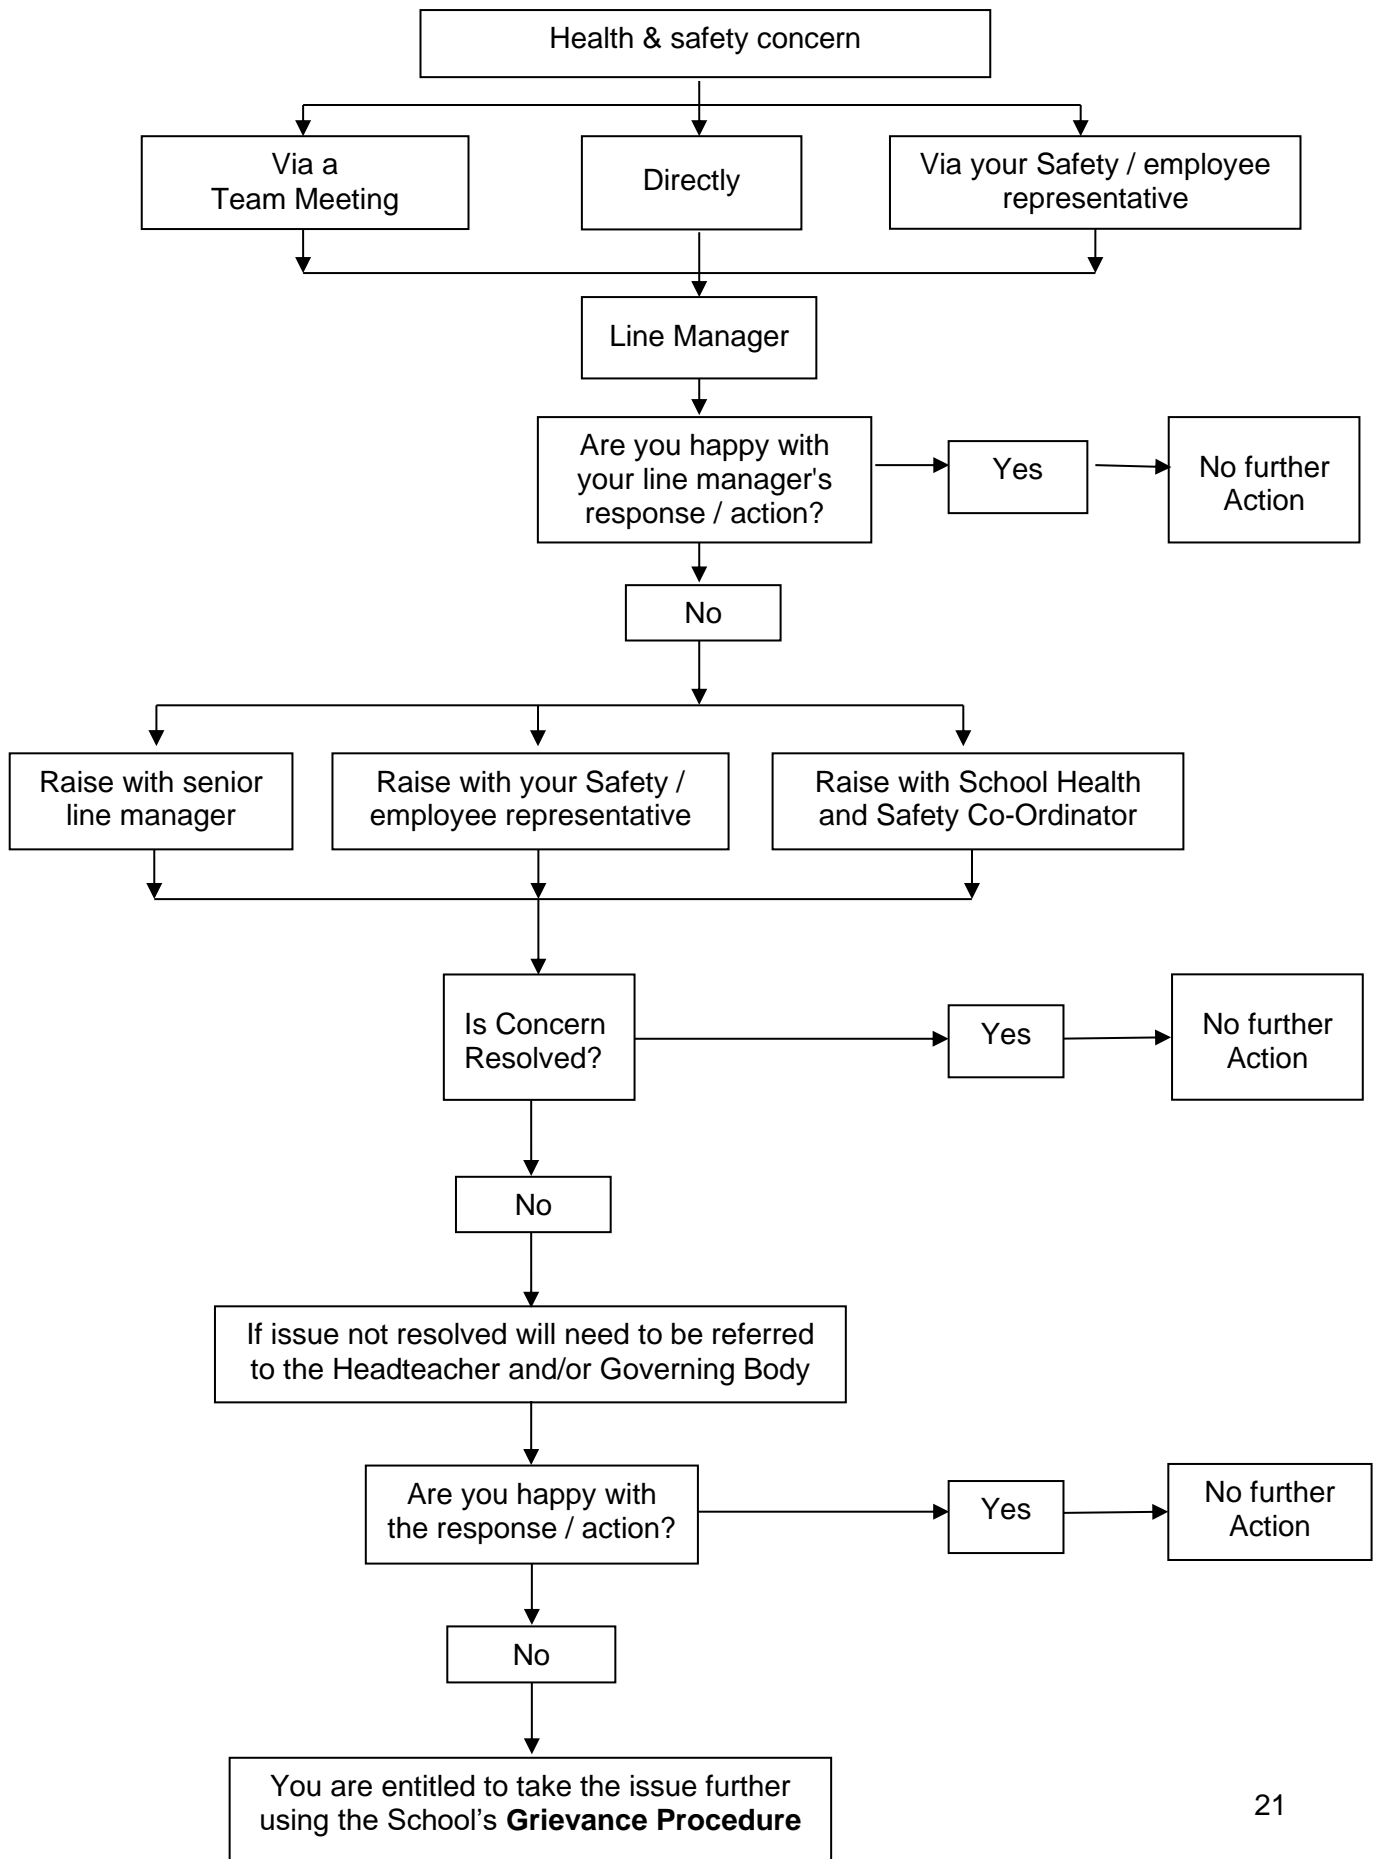 Health & safety concern
Via a
Team Meeting
Directly
Via your Safety / employee
representative
Line Manager
Are you happy with
your line manager's
response / action?
Yes
No further
Action
No
Raise with senior
line manager
Raise with your Safety /
employee representative
Raise with School Health
and Safety Co-Ordinator
Is Concern
Resolved?
Yes
No further
Action
No
If issue not resolved will need to be referred
to the Headteacher and/or Governing Body
Are you happy with
the response / action?
Yes
No further
Action
No
You are entitled to take the issue further
using the School’s Grievance Procedure
21